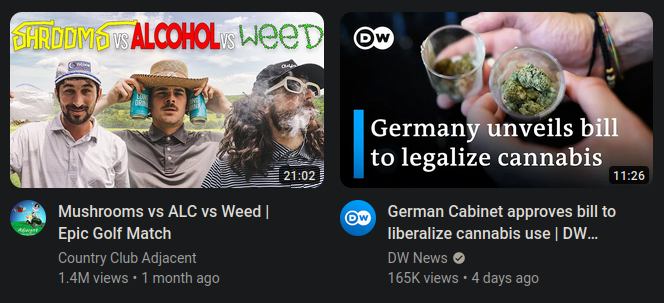 SHROOMS VS ALCOHOL VS WEED
21:02
Mushrooms vs ALC vs Weed |
Epic Golf Match
Country Club Adjacent
1.4M views • 1 month ago
DW
Germany unveils bill
to legalize cannabis
11:26
DW
German Cabinet approves bill to
liberalize cannabis use | DW...
DW News
165K views • 4 days ago